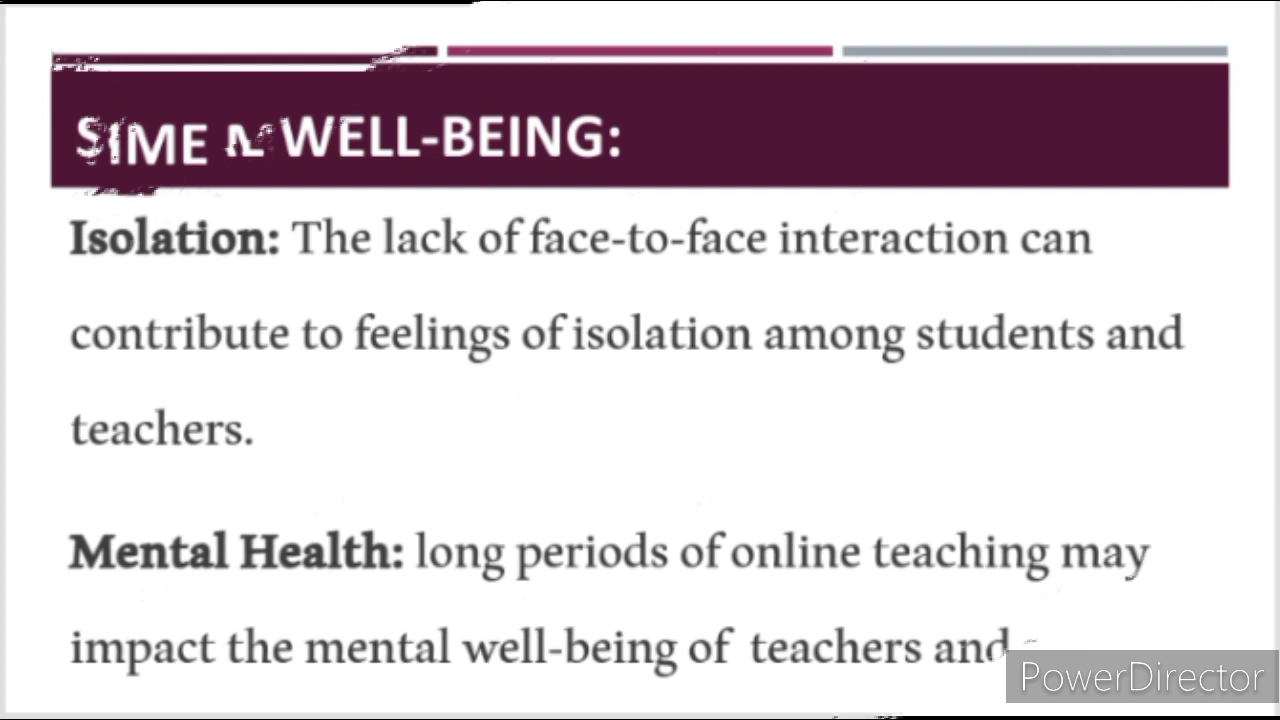 WELL-BEING:
Isolation: The lack of face-to-face interaction can
contribute to feelings of isolation among students and
teachers.
Mental Health: long periods of online teaching may
impact the mental well-being of teachers and
PowerDirector